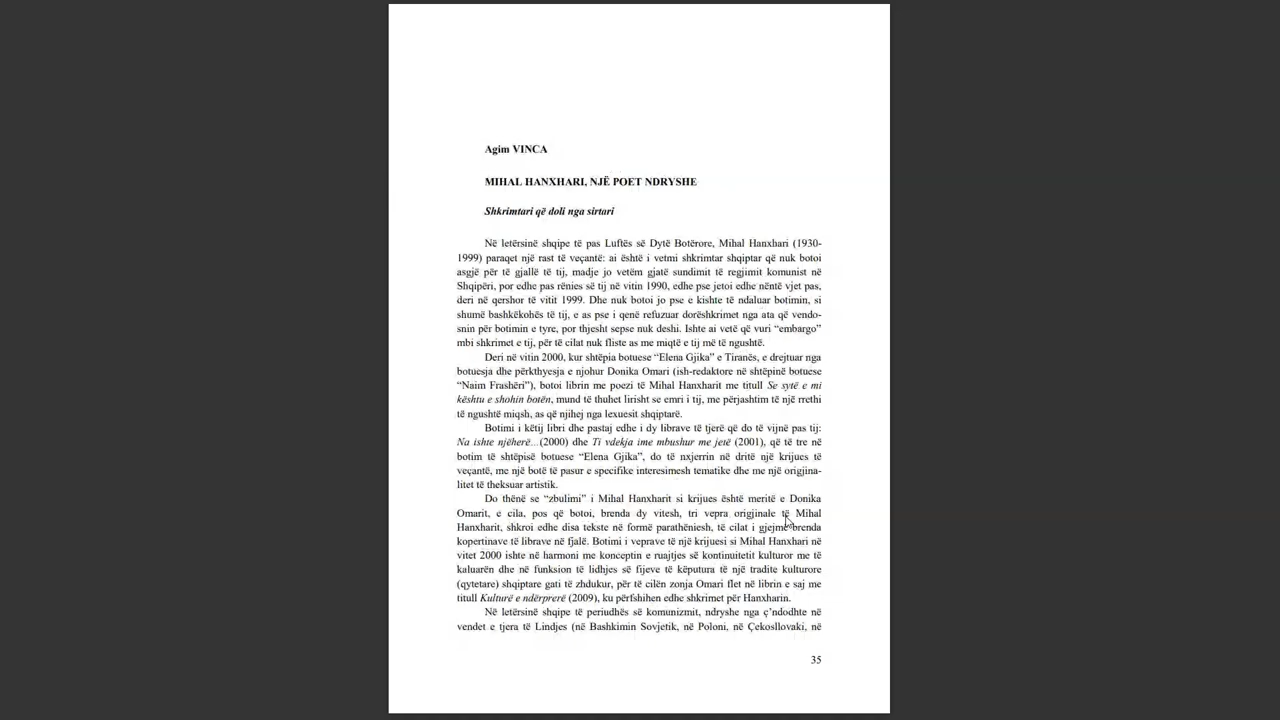 Agim VINCA
MIHAL HANXHARI, NJË POET NDRYSHE
Shkrimtari që doli nga sirtari
Në letërsinë shqipe të pas Luftës së Dytë Botërore, Mihal Hanxhari (1930-
1999) paraqet një rast të veçantë: ai është i vetmi shkrimtar shqiptar që nuk botoi
asgjë për të gjallë të tij, madje jo vetëm gjatë sundimit të regjimit komunist në
Shqipëri, por edhe pas rënies së tij në vitin 1990, edhe pse jetoi edhe nëntë vjet pas,
deri në qershor të vitit 1999. Dhe nuk botoi jo pse e kishte të ndaluar botimin, si
shumë bashkëkohës të tij, e as pse i qenë refuzuar dorëshkrimet nga ata që vendo-
snin për botimin e tyre, por thjesht sepse nuk deshi. Ishte ai vetë që vuri “embargo”
mbi shkrimet e tij, për të cilat nuk fliste as me miqtë e tij më të ngushtë.
Deri në vitin 2000, kur shtëpia botuese “Elena Gjika” e Tiranës, e drejtuar nga
botuesja dhe përkthyesja e njohur Donika Omari (ish-redaktore në shtëpinë botuese
“Naim Frashëri”), botoi librin me poezi të Mihal Hanxharit me titull Se sytë e mi
kështu e shohin botën, mund të thuhet lirisht se emri i tij, me përjashtim të një rrethi
të ngushtë miqsh, as që njihej nga lexuesit shqiptarë.
Botimi i këtij libri dhe pastaj edhe i dy librave të tjerë që do të vijnë pas tij:
Na ishte njëherë...(2000) dhe Ti vdekja ime mbushur me jetë (2001), që të tre në
botim të shtëpisë botuese “Elena Gjika”, do të nxjerrin në dritë një krijues të
veçantë, me një botë të pasur e specifike interesimesh tematike dhe me një origjina-
litet të theksuar artistik.
Do thënë se “zbulimi” i Mihal Hanxharit si krijues është meritë e Donika
Omarit, e cila, pos që botoi, brenda dy vitesh, tri vepra origjinale të Mihal
Hanxharit, shkroi edhe disa tekste në formë parathëniesh, të cilat i gjejmë brenda
kopertinave të librave në fjalë. Botimi i veprave të një krijuesi si Mihal Hanxhari në
vitet 2000 ishte në harmoni me konceptin e ruajtjes së kontinuitetit kulturor me të
kaluarën dhe në funksion të lidhjes së fijeve të këputura të një tradite kulturore
(qytetare) shqiptare gati të zhdukur, për të cilën zonja Omari flet në librin e saj me
titull Kulturë e ndërprerë (2009), ku përfshihen edhe shkrimet për Hanxharin.
Në letërsinë shqipe të periudhës së komunizmit, ndryshe nga ç’ndodhte në
vendet e tjera të Lindjes (në Bashkimin Sovjetik, në Poloni, në Çekosllovaki, në
35